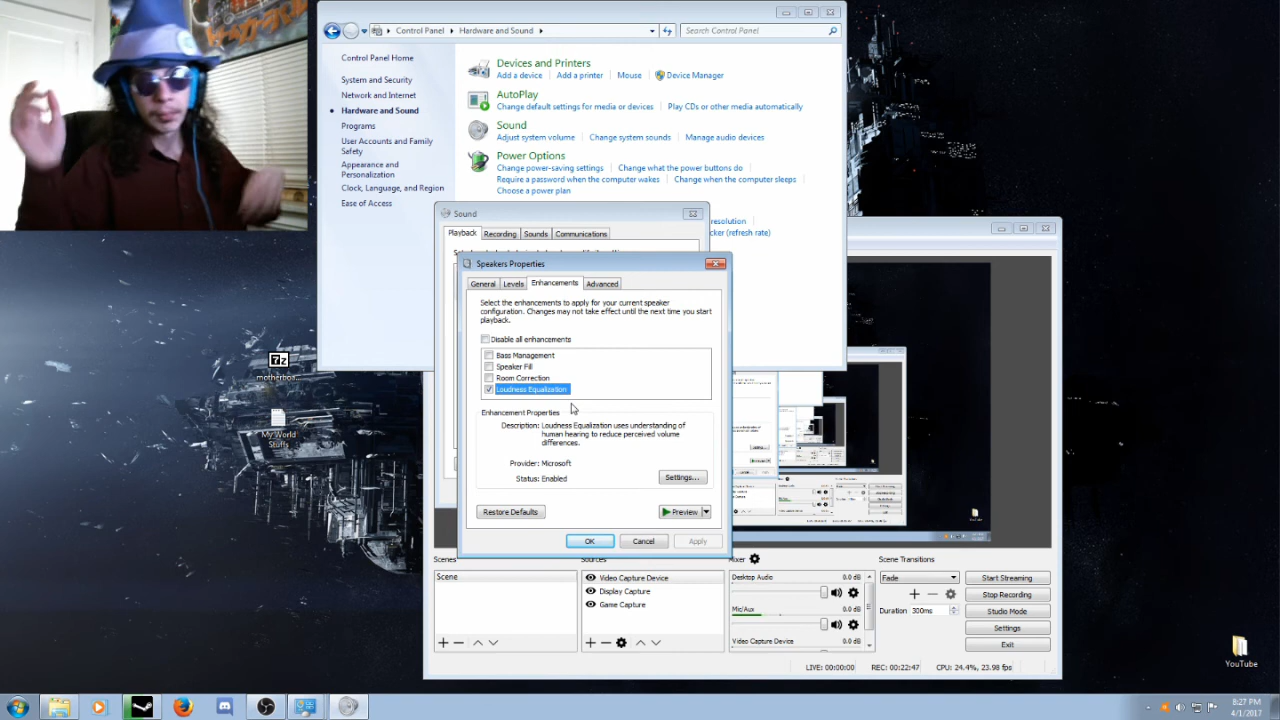 Control Panel
Hardware and Sound
Search Control Panel
Control Panel Home
System and Security
Network and Internet
Hardware and Sound
Programs
User Accounts and Family
Safety
Appearance and
Personalization
Clock, Language, and Region
Ease of Access
Devices and Printers
Add a device
Add a printer
Mouse
Device Manager
AutoPlay
Change default settings for media or devices
Play CDs or other media automatically
Sound
Adjust system volume
Change system sounds
Manage audio devices
Power Options
Change power-saving settings
Change what the power buttons do
Require a password when the computer wakes
Change when the computer sleeps
Choose a power plan
resolution
cker (refresh rate)
Sound
Playback
Recording
Sounds
Communications
Speakers Properties
General
Levels
Enhancements
Advanced
Select the enhancements to apply for your current speaker
configuration. Changes may not take effect until the next time you start
playback.
Disable all enhancements
Bass Management
Speaker Fill
Room Correction
Loudness Equalization
Enhancement Properties
Description: Loudness Equalization uses understanding of
human hearing to reduce perceived volume
differences.
Provider: Microsoft
Status: Enabled
Settings...
Restore Defaults
Preview
OK
Cancel
Apply
Scenes
Scene
Sources
Video Capture Device
Display Capture
Game Capture
Mixer
Desktop Audio 0.0 dB
Mic/Aux 0.0 dB
Video Capture Device 0.0 dB
Scene Transitions
Fade
Duration 300ms
Start Streaming
Stop Recording
Studio Mode
Settings
Exit
LIVE: 00:00:00
REC: 00:22:47
CPU: 24.4%, 23.98 fps
7z
motherboa...
My World
Stuffs
YouTube
YouTube
8:27 PM
4/1/2017